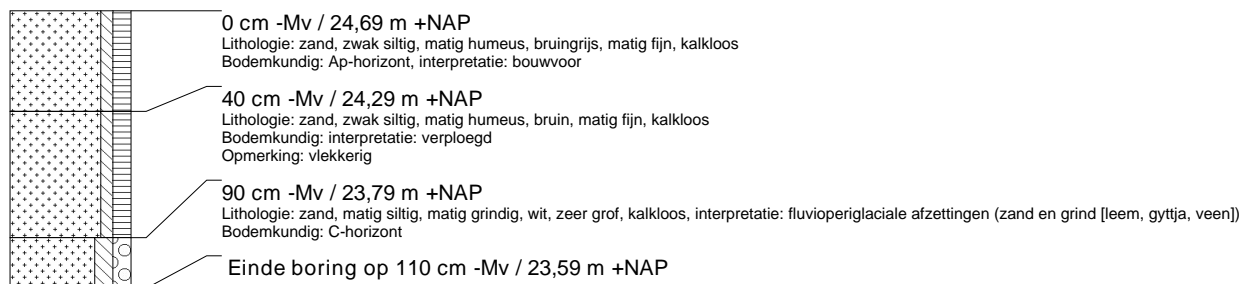 0 cm -Mv / 24,69 m +NAP
Lithologie: zand, zwak siltig, matig humeus, bruingrijs, matig fijn, kalkloos
Bodemkundig: Ap-horizont, interpretatie: bouwvoor
40 cm -Mv / 24,29 m +NAP
Lithologie: zand, zwak siltig, matig humeus, bruin, matig fijn, kalkloos
Bodemkundig: interpretatie: verploegd
Opmerking: vlekkerig
90 cm -Mv / 23,79 m +NAP
Lithologie: zand, matig siltig, matig grindig, wit, zeer grof, kalkloos, interpretatie: fluvioperiglaciale afzettingen (zand en grind [leem, gyttja, veen])
Bodemkundig: C-horizont
Einde boring op 110 cm -Mv / 23,59 m +NAP